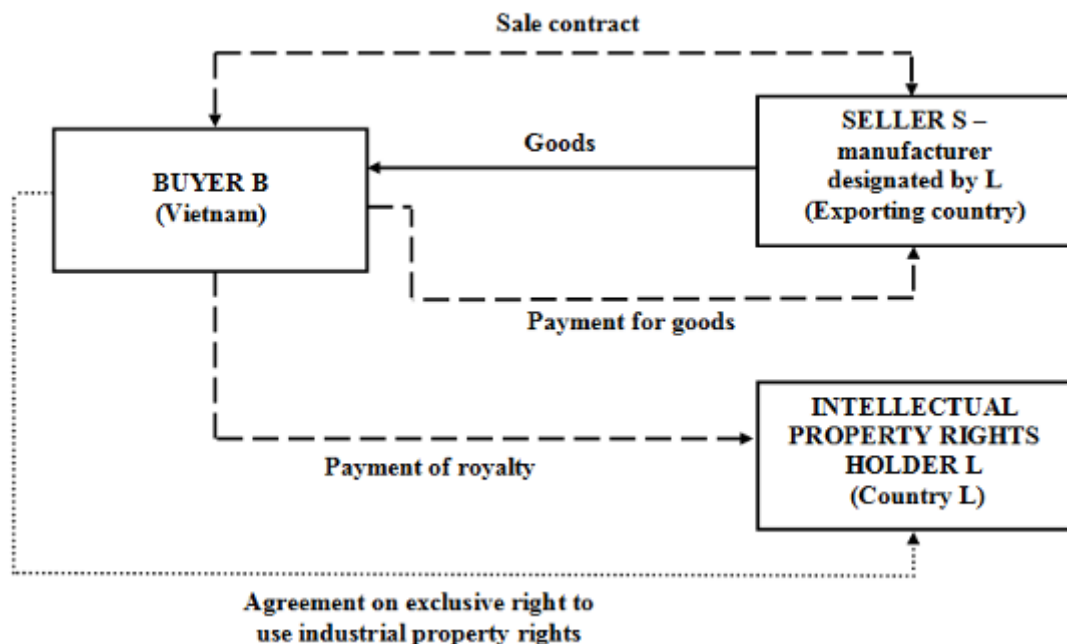 Sale contract
SELLER S –
manufacturer
designated by L
(Exporting country)
Goods
BUYER B
(Vietnam)
Payment for goods
INTELLECTUAL
PROPERTY RIGHTS
HOLDER L
(Country L)
Payment of royalty
Agreement on exclusive right to
use industrial property rights